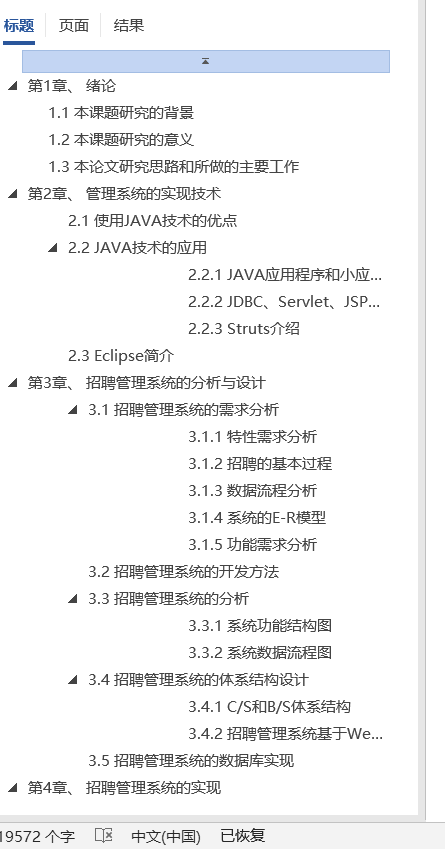 标题 页面 结果
第1章、 绪论
1.1 本课题研究的背景
1.2 本课题研究的意义
1.3 本论文研究思路和所做的主要工作
第2章、 管理系统的实现技术
2.1 使用JAVA技术的优点
2.2 JAVA技术的应用
2.2.1 JAVA应用程序和小应...
2.2.2 JDBC、Servlet、JSP...
2.2.3 Struts介绍
2.3 Eclipse简介
第3章、 招聘管理系统的分析与设计
3.1 招聘管理系统的需求分析
3.1.1 特性需求分析
3.1.2 招聘的基本过程
3.1.3 数据流程分析
3.1.4 系统的E-R模型
3.1.5 功能需求分析
3.2 招聘管理系统的开发方法
3.3 招聘管理系统的分析
3.3.1 系统功能结构图
3.3.2 系统数据流程图
3.4 招聘管理系统的体系结构设计
3.4.1 C/S和B/S体系结构
3.4.2 招聘管理系统基于We...
3.5 招聘管理系统的数据库实现
第4章、 招聘管理系统的实现
19572 个字 中文(中国) 已恢复